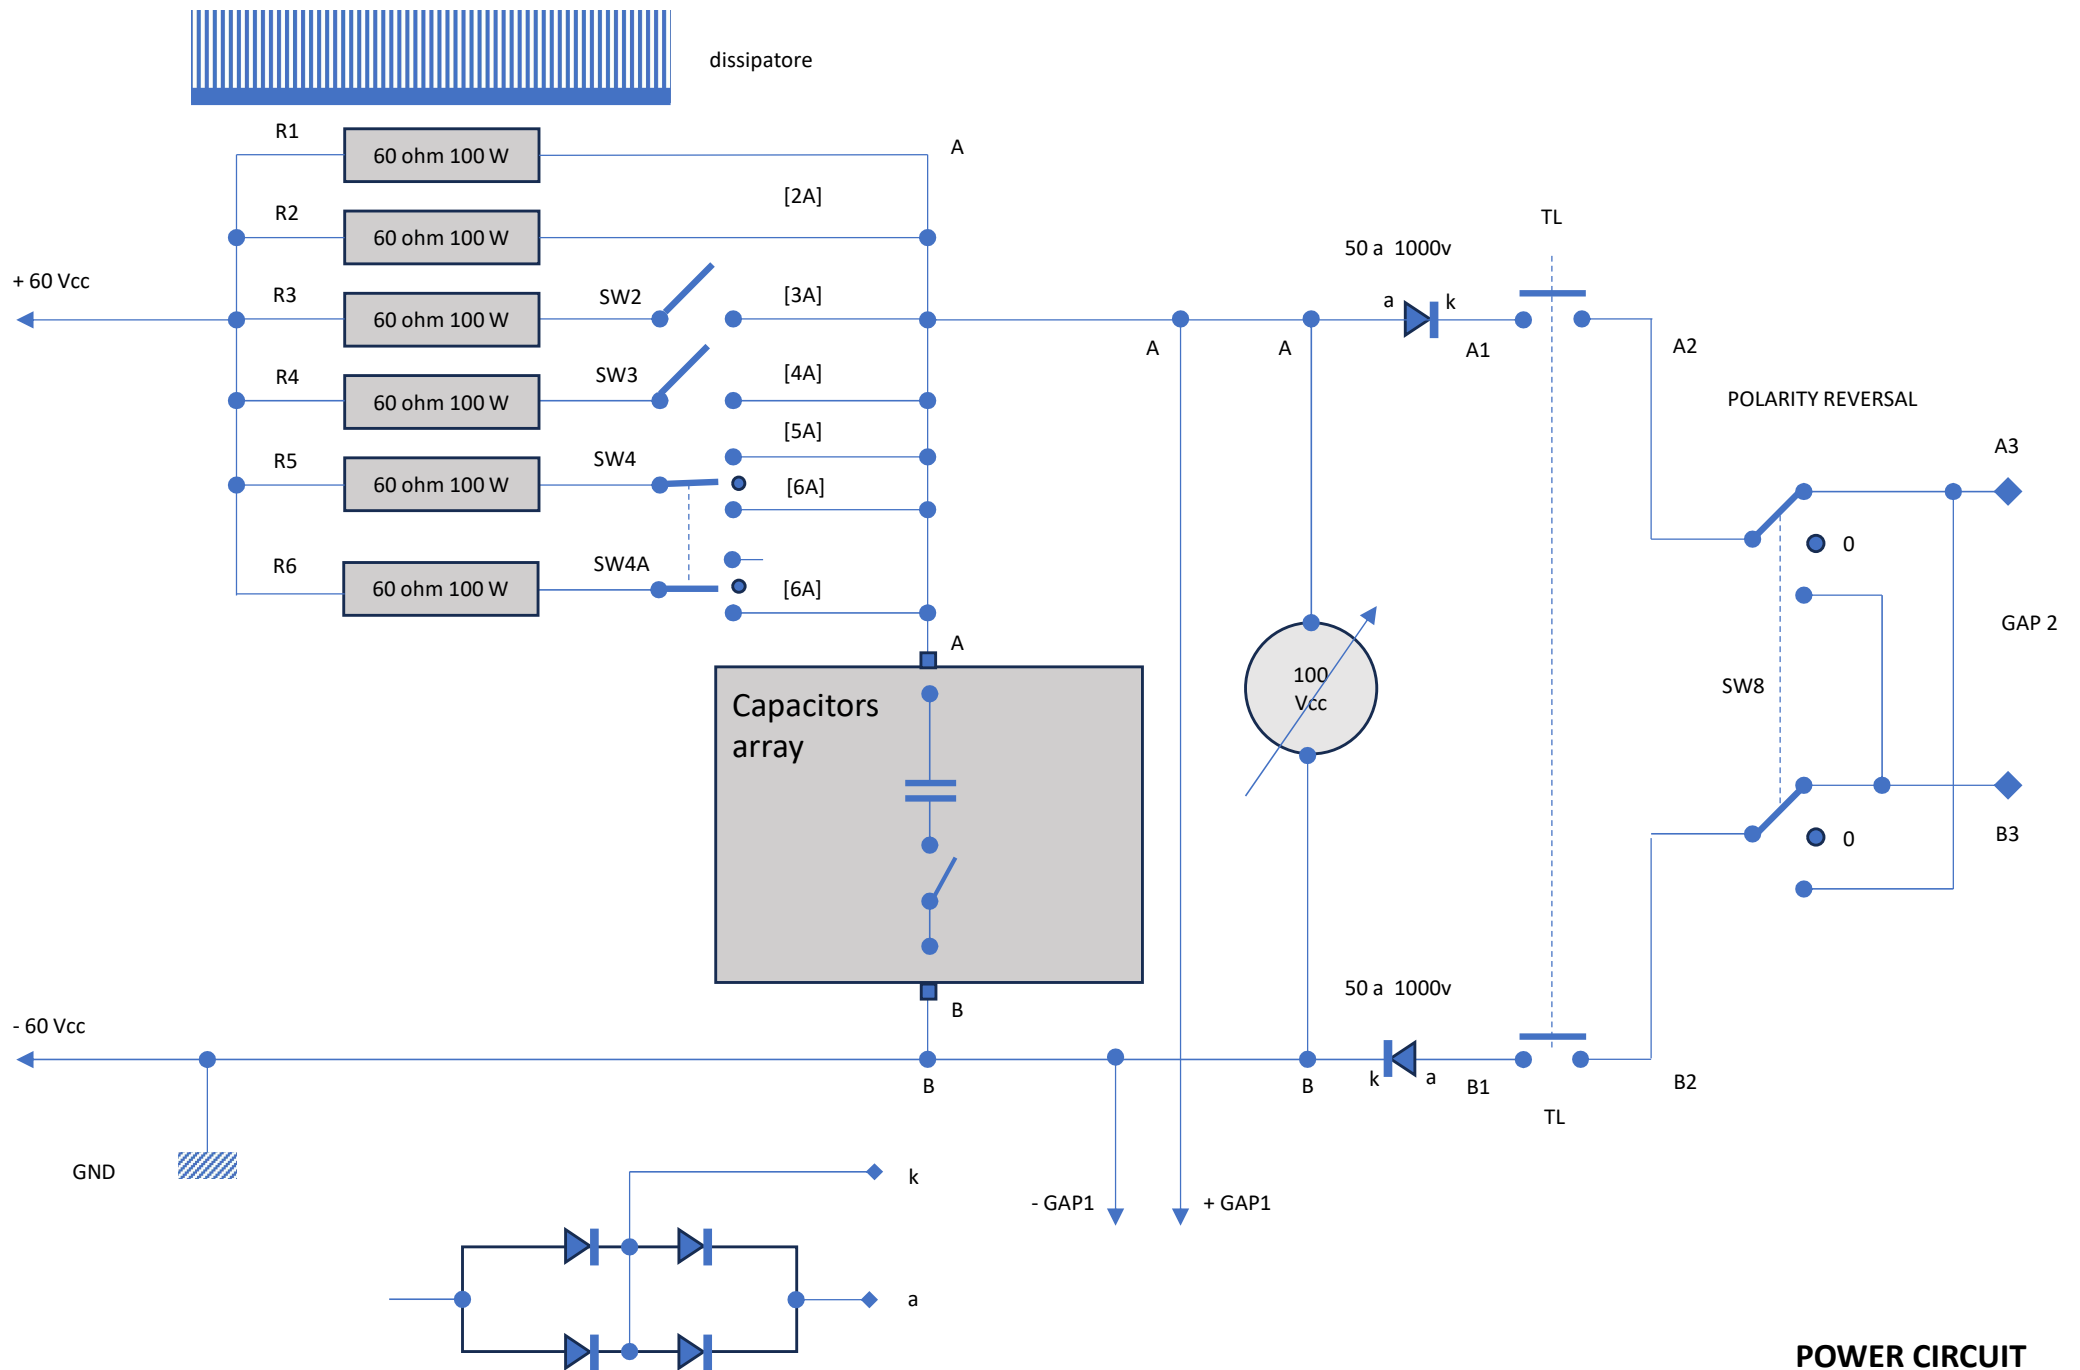 dissipatore
R1
60 ohm 100 W
A
[2A]
R2
60 ohm 100 W
TL
50 a 1000v
+ 60 Vcc
R3
60 ohm 100 W
SW2
[3A]
a
k
A
A
A1
A2
R4
60 ohm 100 W
SW3
[4A]
POLARITY REVERSAL
[5A]
R5
60 ohm 100 W
SW4
[6A]
A3
0
R6
60 ohm 100 W
SW4A
[6A]
GAP 2
A
Capacitors
array
100
Vcc
SW8
0
B3
50 a 1000v
B
- 60 Vcc
B
B
k
a
B1
B2
TL
GND
k
- GAP1
+ GAP1
a
POWER CIRCUIT